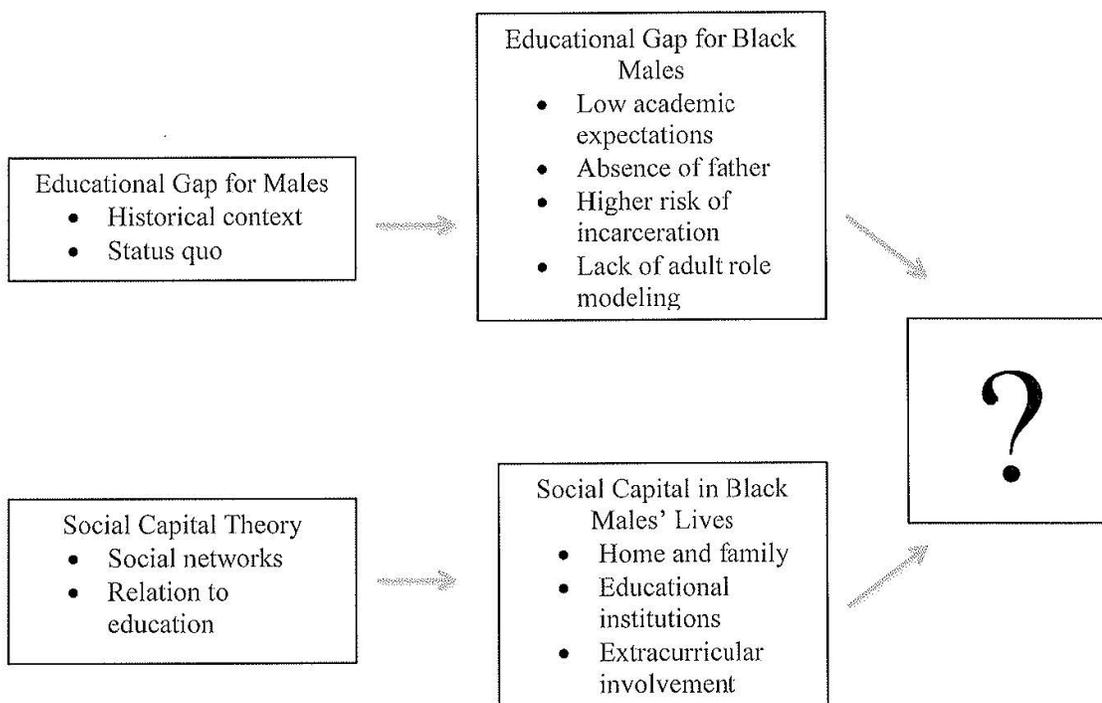 Educational Gap for Black
Males
• Low academic
expectations
• Absence of father
• Higher risk of
incarceration
• Lack of adult role
modeling
Educational Gap for Males
• Historical context
• Status quo
?
Social Capital Theory
• Social networks
• Relation to
education
Social Capital in Black
Males’ Lives
• Home and family
• Educational
institutions
• Extracurricular
involvement